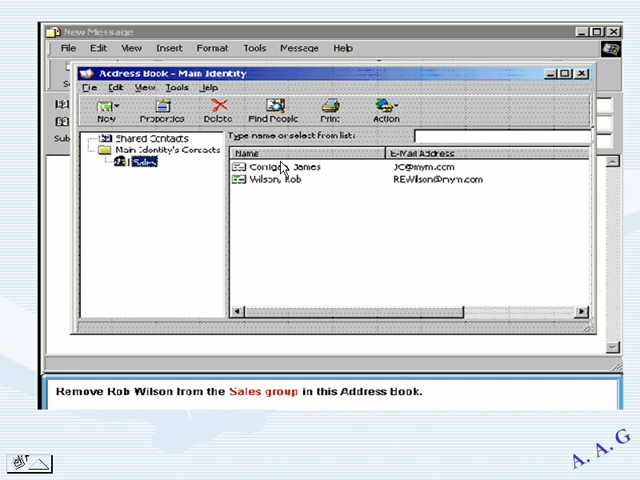 New Message
File Edit View Insert Format Tools Message Help
Address Book - Main Identity
File Edit View Tools Help
New Properties Delete Find People Print Action
Shared Contacts
Main Identity's Contacts
Sales
Type name or select from list:
Name E-Mail Address
James JC@mym.com
Wilson, Rob REWilson@mym.com
Sub
Remove Rob Wilson from the Sales group in this Address Book.
A. A. G